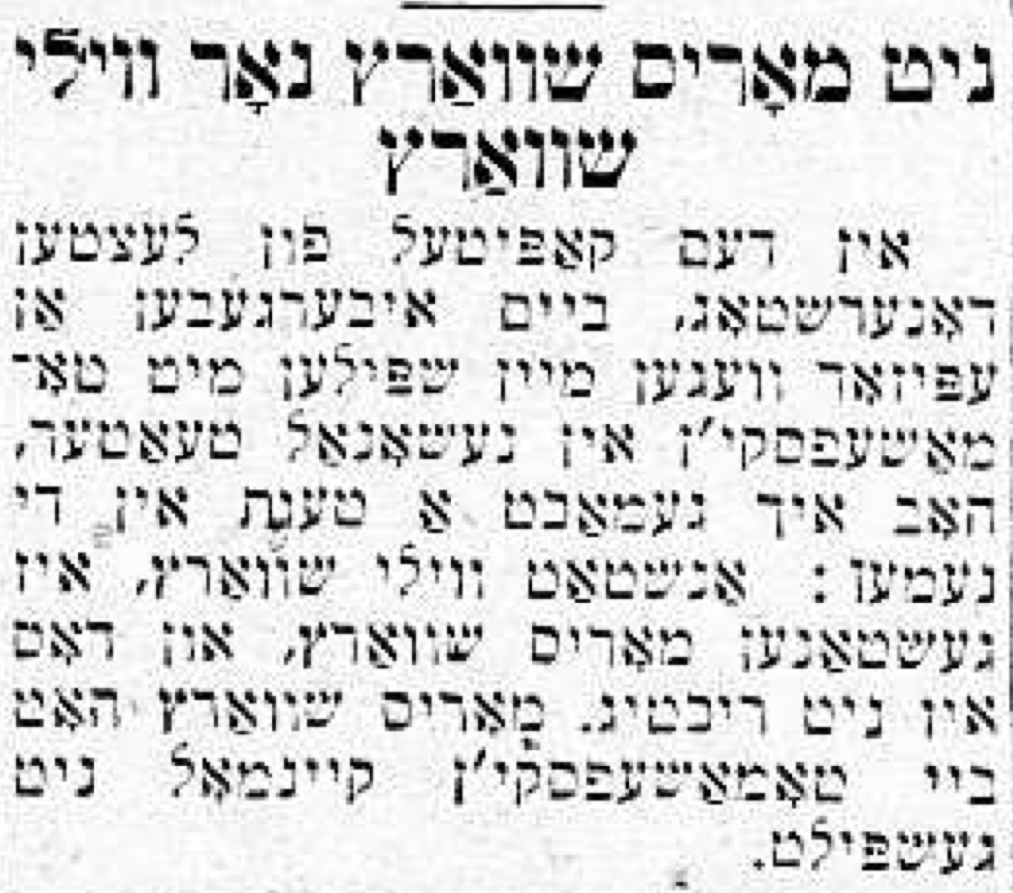 ניט מאָריס שוואַרץ נאָר ווילי
שוואַרץ
אין דעם קאַפּיטעל פון לעצטען
דאָנערשטאָג, ביים איבערגעבען אַן
עפּיזאָד וועגען מיין שפּילען מיט טאָ־
מאַשעפסקי'ן אין נעשאָנאַל טעאַטער,
האָב איך געמאַכט אַ טעות אין די
נעמען: אַנשטאָט ווילי שוואַרץ, איז
געשטאַנען מאָריס שוואַרץ, און דאָס
איז ניט ריכטיג. מאָריס שוואַרץ האָט
ביי טאָמאַשעפסקי'ן קיינמאָל ניט
געשפּילט.